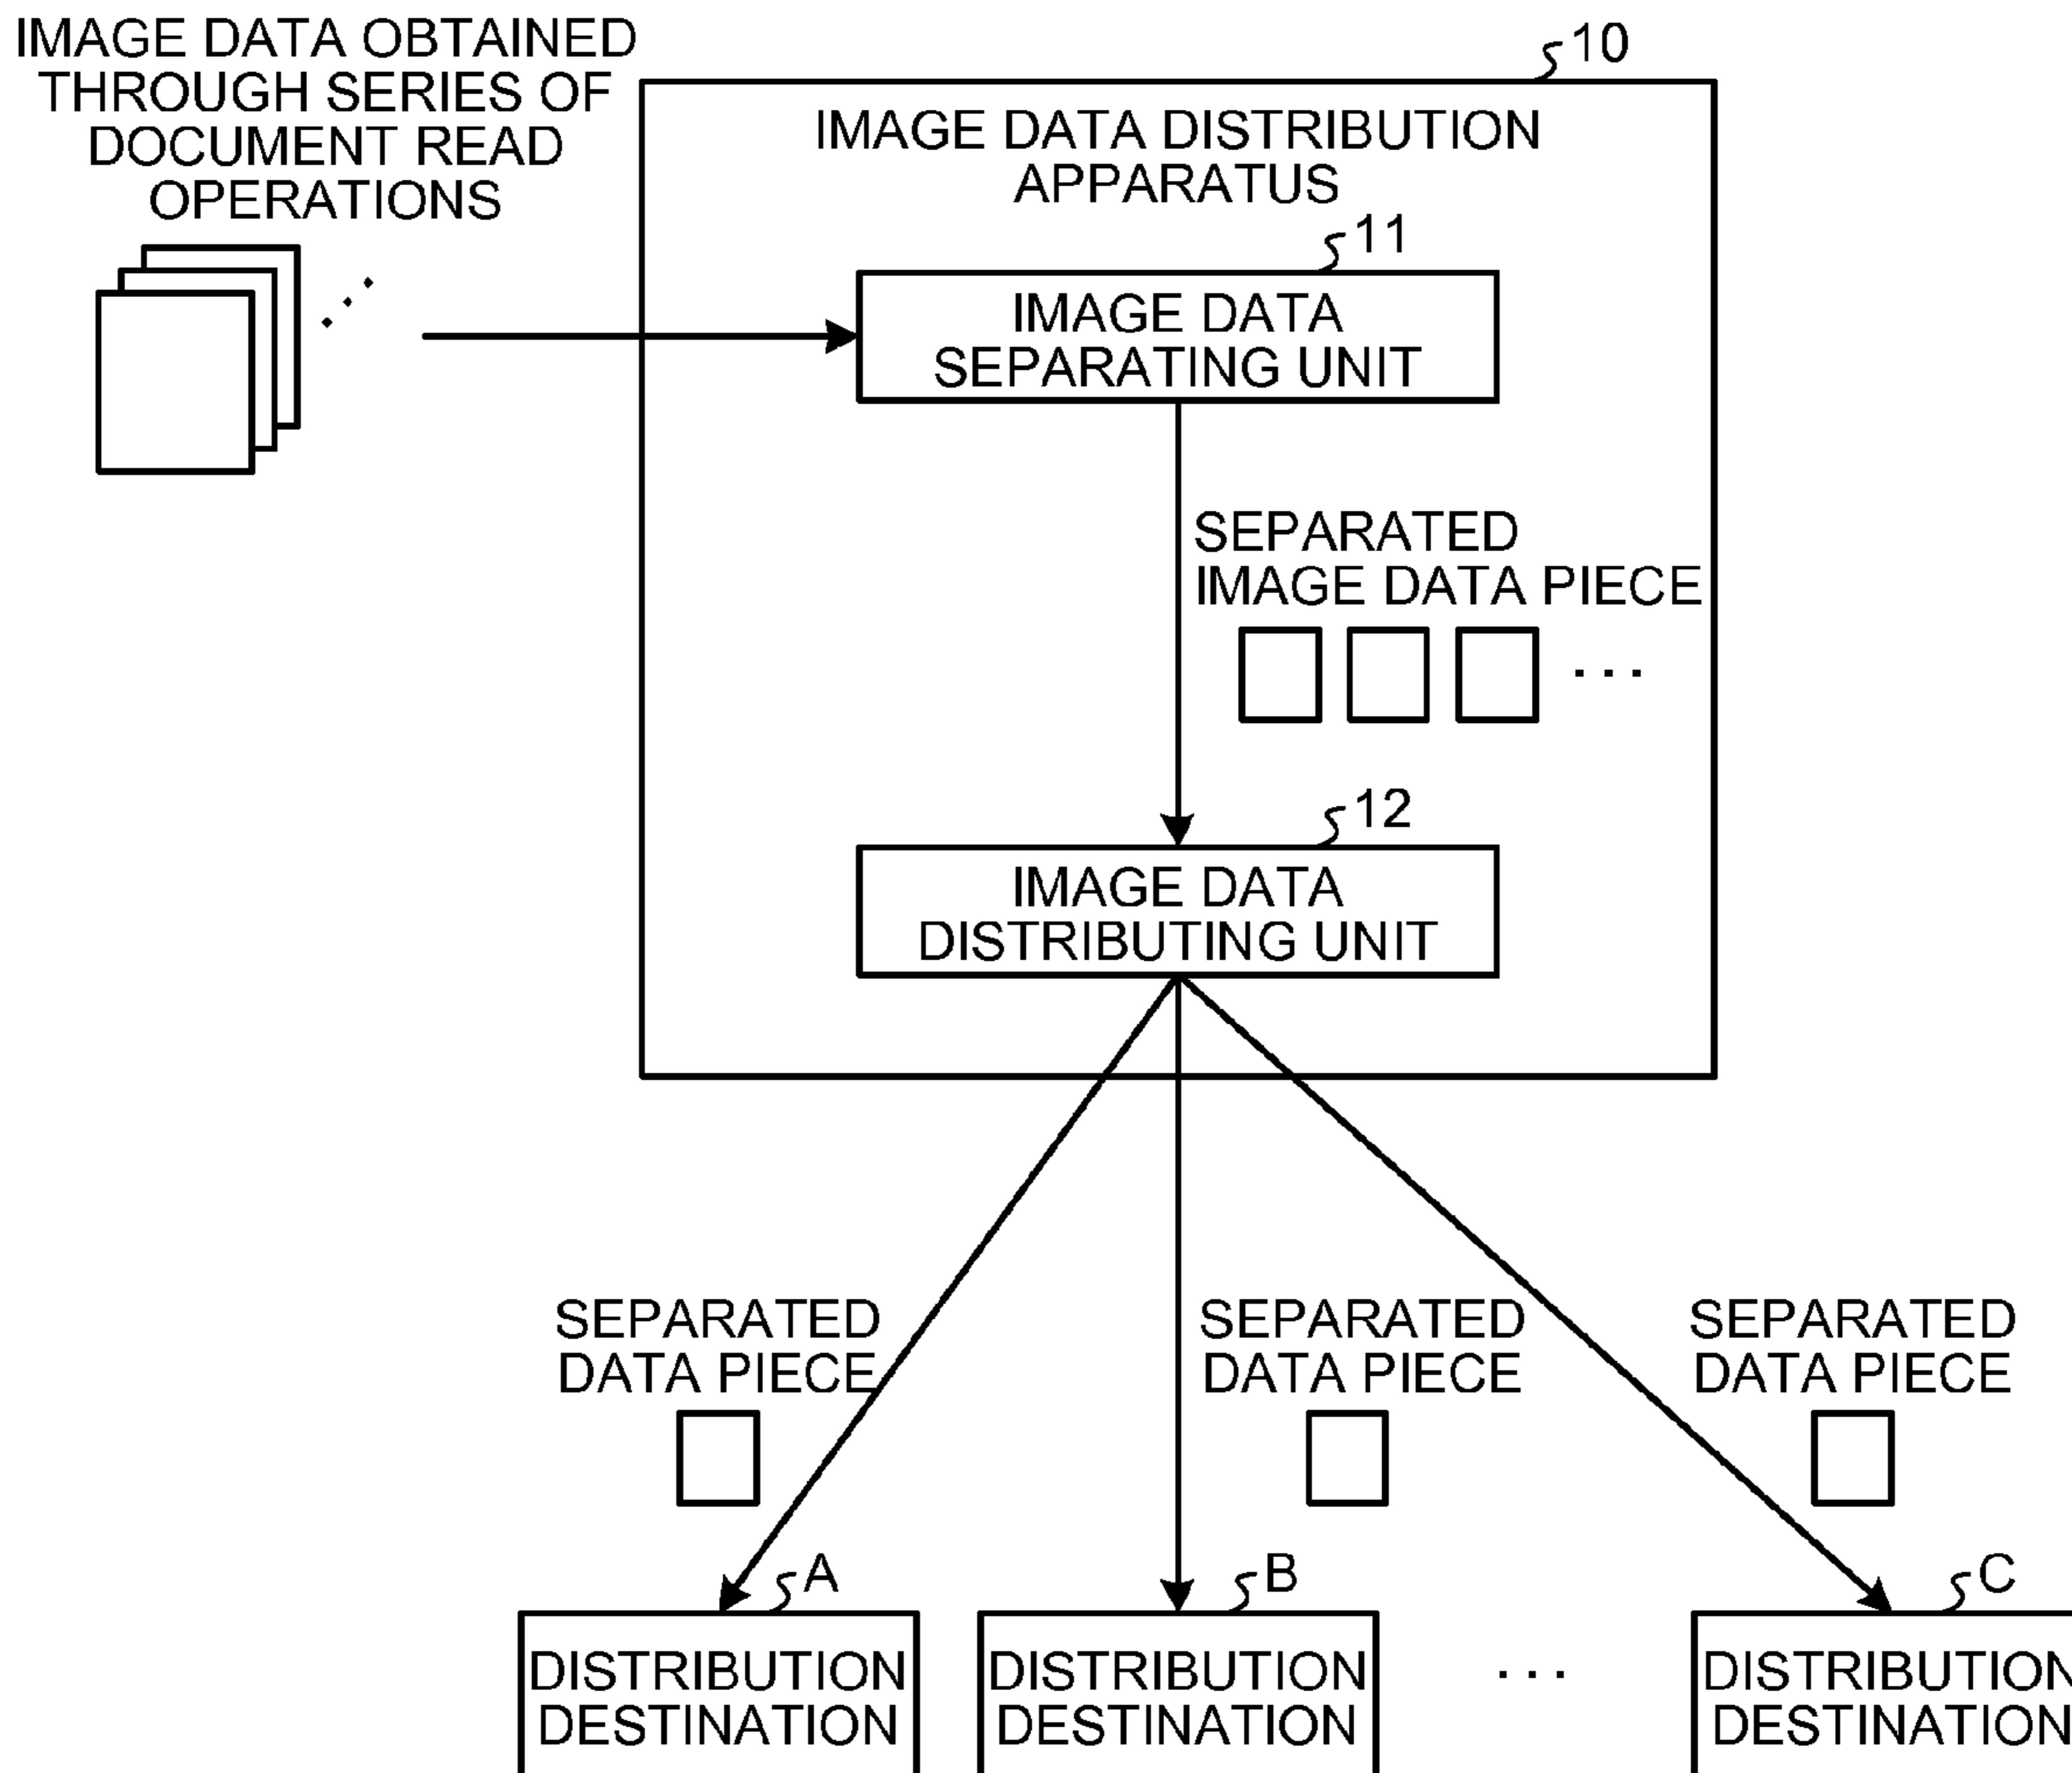 IMAGE DATA OBTAINED
THROUGH SERIES OF
DOCUMENT READ
OPERATIONS
10
IMAGE DATA DISTRIBUTION
APPARATUS
11
IMAGE DATA
SEPARATING UNIT
SEPARATED
IMAGE DATA PIECE
. . .
12
IMAGE DATA
DISTRIBUTING UNIT
SEPARATED
DATA PIECE
SEPARATED
DATA PIECE
SEPARATED
DATA PIECE
A
DISTRIBUTION
DESTINATION
B
DISTRIBUTION
DESTINATION
. . .
C
DISTRIBUTION
DESTINATION